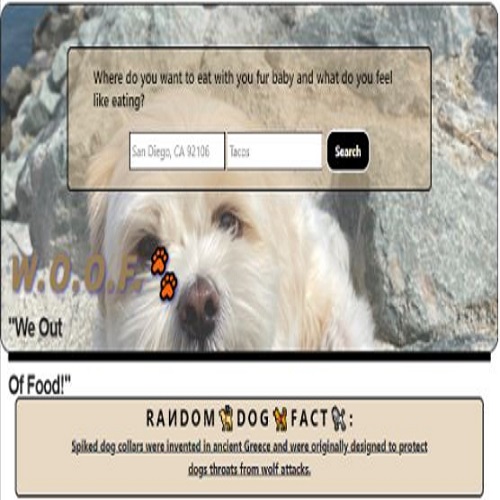 Where do you want to eat with you fur baby and what do you feel
like eating?
San Diego, CA 92106 Tacos Search
W.O.O.F.
"We Out
Of Food!"
RANDOM DOG FACT :
Spiked dog collars were invented in ancient Greece and were originally designed to protect
dogs throats from wolf attacks.